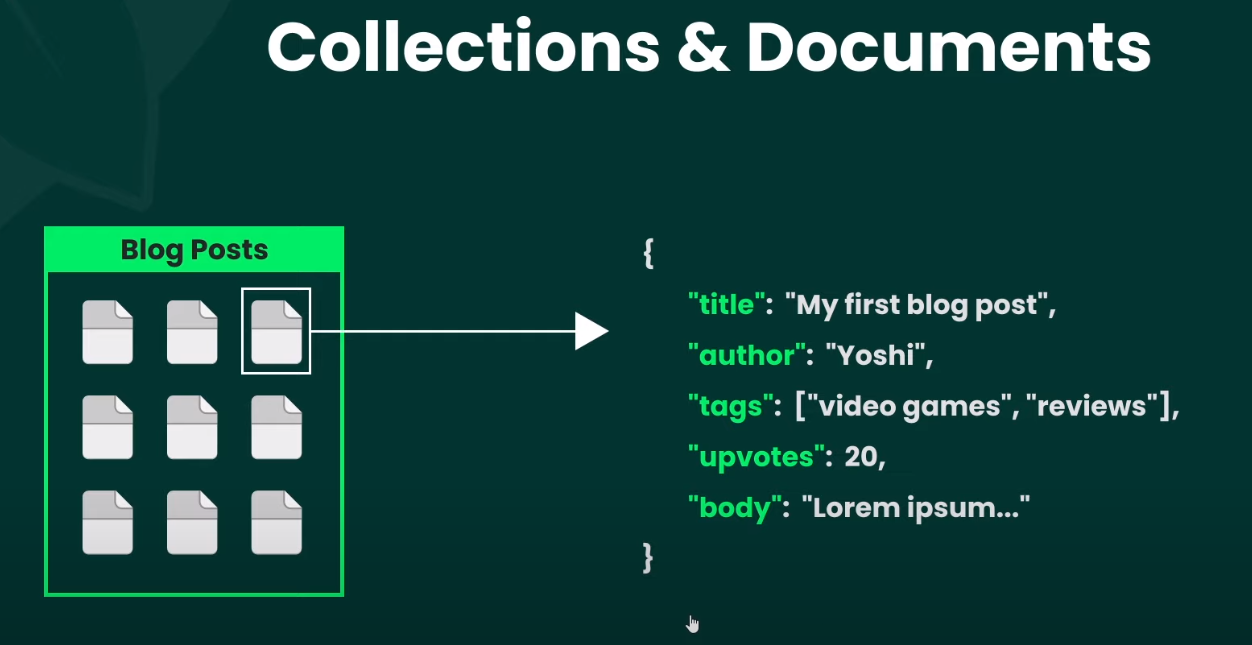 Collections & Documents
Blog Posts
{
"title": "My first blog post",
"author": "Yoshi",
"tags": ["video games", "reviews"],
"upvotes": 20,
"body": "Lorem ipsum..."
}